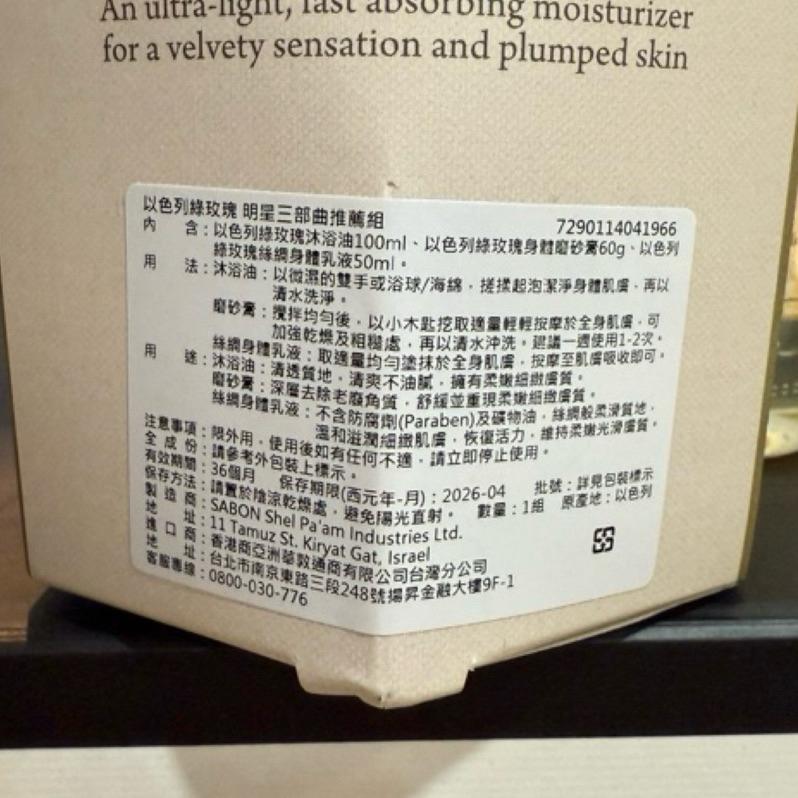 An ultra-light, fast absorbing moisturizer
for a velvety sensation and plumped skin
以色列綠玫瑰 明星三部曲推薦組
7290114041966
內 含：以色列綠玫瑰沐浴油100ml、以色列綠玫瑰身體磨砂膏60g、以色列
綠玫瑰絲綢身體乳液50ml。
用 法：沐浴油：以微濕的雙手或浴球/海綿，搓揉起泡潔淨身體肌膚，再以
清水洗淨。
磨砂膏：攪拌均勻後，以小木匙挖取適量輕輕按摩於全身肌膚，可
加強乾燥及粗糙處，再以清水沖洗。建議一週使用1-2次。
絲綢身體乳液：取適量均勻塗抹於全身肌膚，按摩至肌膚吸收即可。
用 途：沐浴油：清透質地，清爽不油膩，擁有柔嫩細緻膚質。
磨砂膏：深層去除老廢角質，舒緩並重現柔嫩細緻膚質。
絲綢身體乳液：不含防腐劑(Paraben)及礦物油，絲綢般柔滑質地，
溫和滋潤細緻肌膚，恢復活力，維持柔嫩光滑膚質。
注意事項：限外用，使用後如有任何不適，請立即停止使用。
全 成 份：請參考外包裝上標示。
有效期間：36個月 保存期限(西元年-月)：2026-04 批號：詳見包裝標示
保存方法：請置於陰涼乾燥處，避免陽光直射。 數量：1組 原產地：以色列
製 造 商：SABON Shel Pa'am Industries Ltd.
地 址：11 Tamuz St. Kiryat Gat, Israel
進 口 商：香港商亞洲莎敦通商有限公司台灣分公司
地 址：台北市南京東路三段248號揚昇金融大樓9F-1
客服專線：0800-030-776